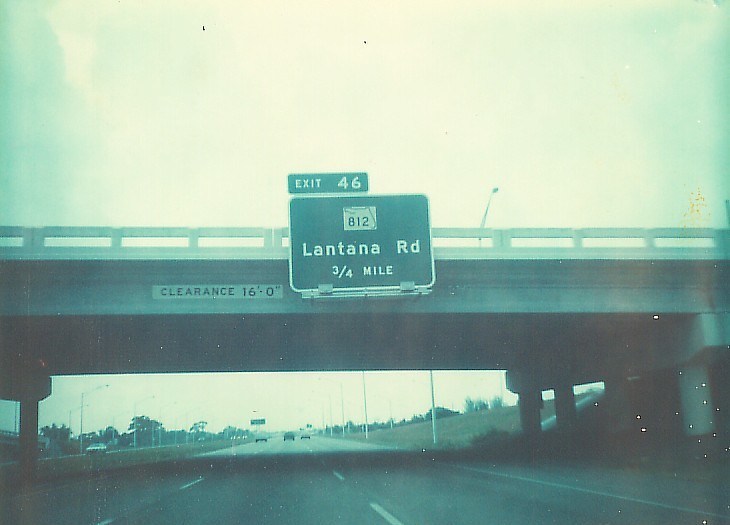 EXIT 46
812
Lantana Rd
3/4 MILE
CLEARANCE 16'-0"